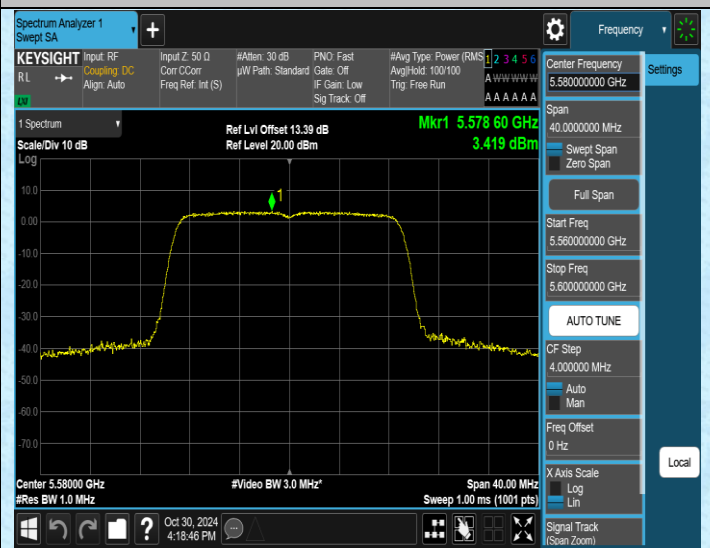 Spectrum Analyzer 1
Swept SA
Frequency
KEYSIGHT
RL
LNI
Input: RF
Coupling: DC
Align: Auto
Input Z: 50 Ω
Corr CCorr
Freq Ref: Int (S)
#Atten: 30 dB
µW Path: Standard
PNO: Fast
Gate: Off
IF Gain: Low
Sig Track: Off
#Avg Type: Power (RMS
Avg|Hold: 100/100
Trig: Free Run
1 2 3 4 5 6
A W W W W W
A A A A A A
1 Spectrum
Scale/Div 10 dB
Log
Ref Lvl Offset 13.39 dB
Ref Level 20.00 dBm
Mkr1 5.578 60 GHz
3.419 dBm
1
10.0
0.00
-10.0
-20.0
-30.0
-40.0
-50.0
-60.0
-70.0
Center 5.58000 GHz
#Res BW 1.0 MHz
#Video BW 3.0 MHz*
Span 40.00 MHz
Sweep 1.00 ms (1001 pts)
Center Frequency
5.580000000 GHz
Span
40.0000000 MHz
Swept Span
Zero Span
Full Span
Start Freq
5.560000000 GHz
Stop Freq
5.600000000 GHz
AUTO TUNE
CF Step
4.000000 MHz
Auto
Man
Freq Offset
0 Hz
X Axis Scale
Log
Lin
Signal Track
(Span Zoom)
Settings
Local
?
Oct 30, 2024
4:18:46 PM